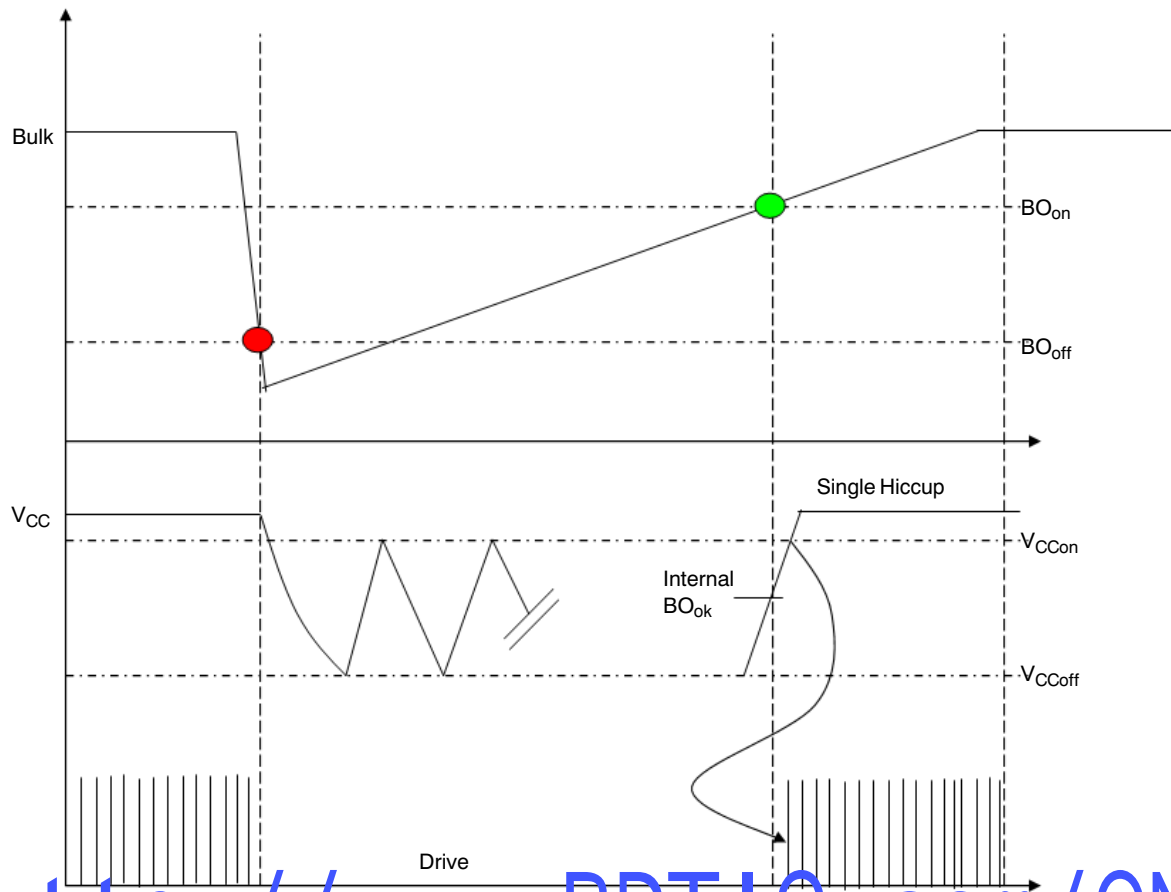 Bulk
BOon
BOoff
VCC
Single Hiccup
VCCon
Internal
BOok
VCCoff
Drive